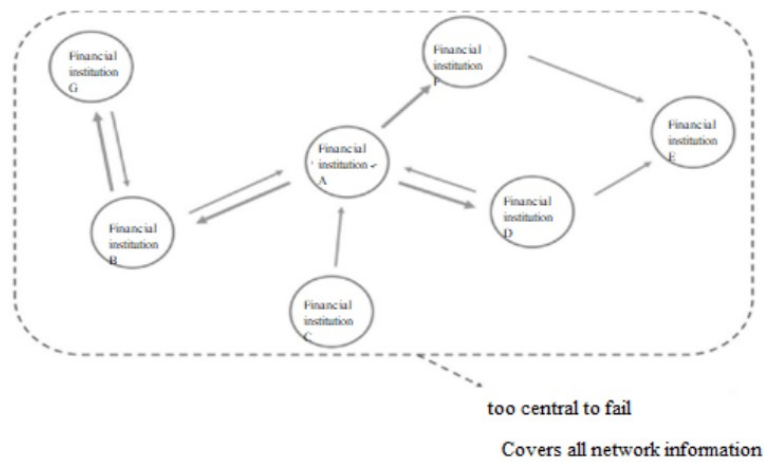 Financial
institution
G
Financial
institution
F
Financial
institution
E
Financial
institution
A
Financial
institution
D
Financial
institution
B
Financial
institution
C
too central to fail
Covers all network information